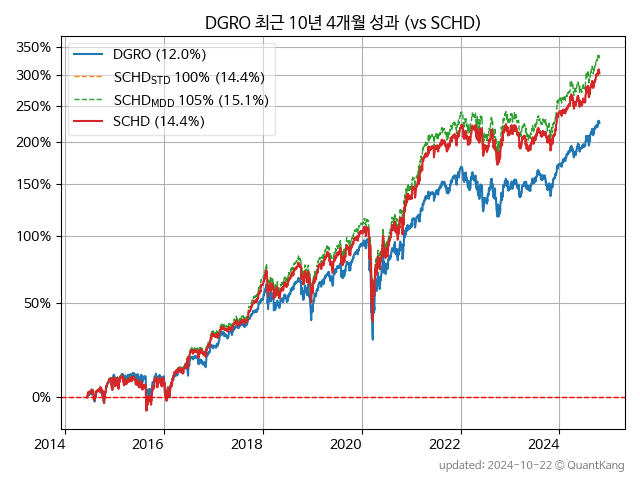 DGRO 최근 10년 4개월 성과 (vs SCHD)
350%
300%
250%
200%
150%
100%
50%
0%
DGRO (12.0%)
SCHD_STD 100% (14.4%)
SCHD_MDD 105% (15.1%)
SCHD (14.4%)
2014 2016 2018 2020 2022 2024
updated: 2024-10-22 © QuantKang